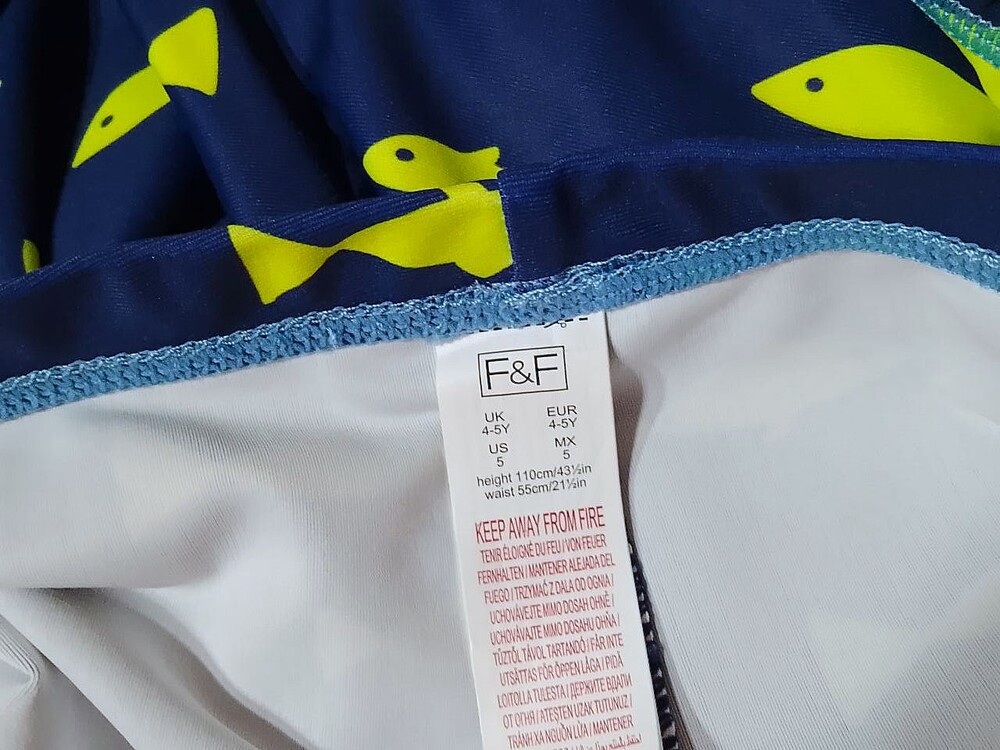 F&F
UK EUR
4-5Y 4-5Y
US MX
5 5
height 110cm/43½in
waist 55cm/21½in
KEEP AWAY FROM FIRE
TENIR ÉLOIGNÉ DU FEU / VON FEUER
FERNHALTEN / MANTENER ALEJADA DEL
FUEGO / TRZYMAĆ Z DALA OD OGNIA /
UCHOVÁVEJTE MIMO DOSAH OHNĚ /
UCHOVÁVAJTE MIMO DOSAHU OHŇA /
TŰZTŐL TÁVOL TARTANDÓ / FÅR INTE
UTSÄTTAS FÖR ÖPPEN LÅGA / PIDÄ
LOITOLLA TULESTA / ДЕРЖИТЕ ВДАЛИ
ОТ ОГНЯ / ATEŞTEN UZAK TUTUNUZ /
TRÁNH XA NGUỒN LỬA / MANTENER